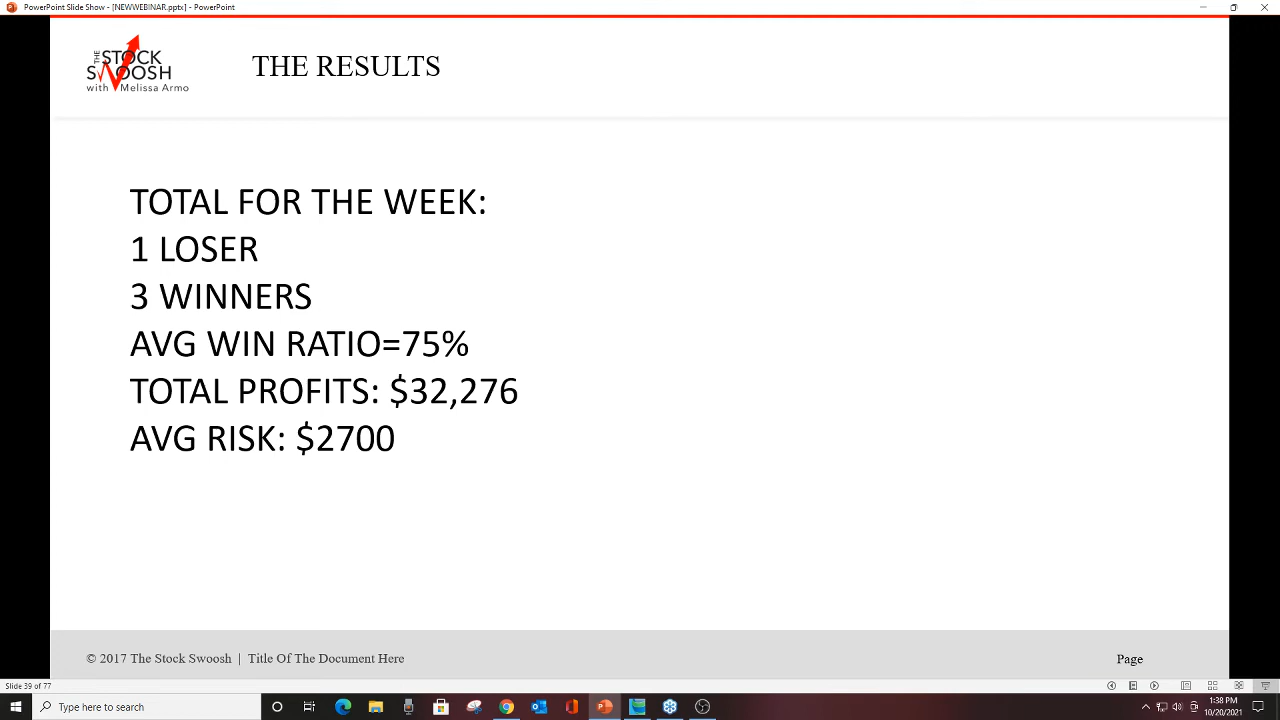 PowerPoint Slide Show - [NEWWEBINAR.pptx] - PowerPoint
THE
STOCK
SWOOSH
with Melissa Armo
THE RESULTS
TOTAL FOR THE WEEK:
1 LOSER
3 WINNERS
AVG WIN RATIO=75%
TOTAL PROFITS: $32,276
AVG RISK: $2700
© 2017 The Stock Swoosh | Title Of The Document Here
Page
Slide 39 of 77
Type here to search
1:38 PM
10/20/2021